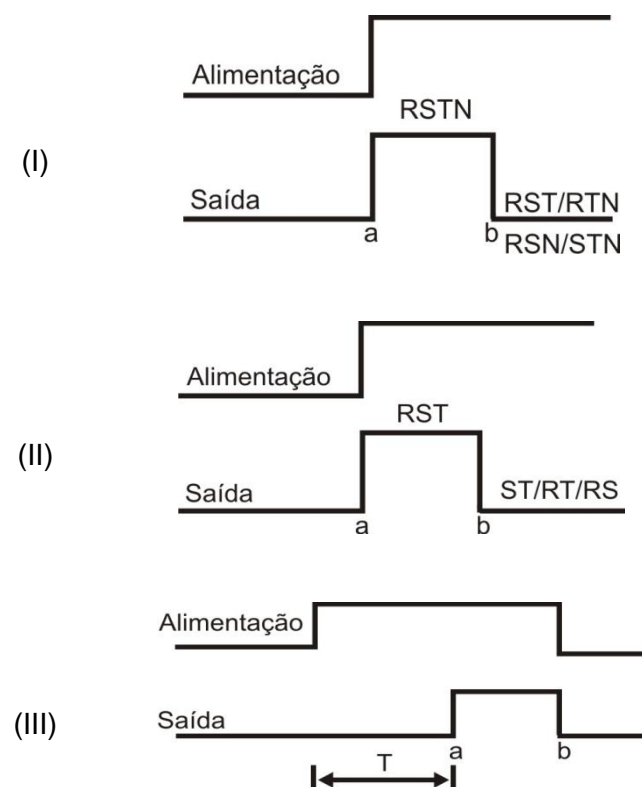 Alimentação
RSTN
(I)
Saída
RST/RTN
a
b
RSN/STN
Alimentação
RST
(II)
Saída
ST/RT/RS
a
b
Alimentação
(III)
Saída
a
b
T